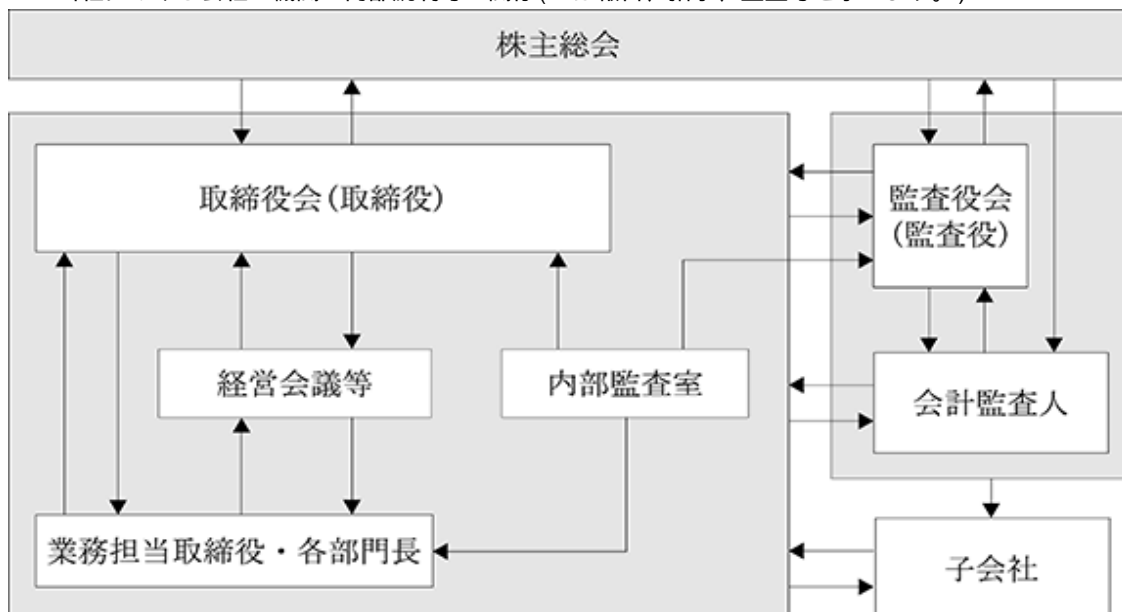 株主総会
取締役会(取締役)
監査役会
(監査役)
経営会議等
内部監査室
会計監査人
業務担当取締役・各部門長
子会社